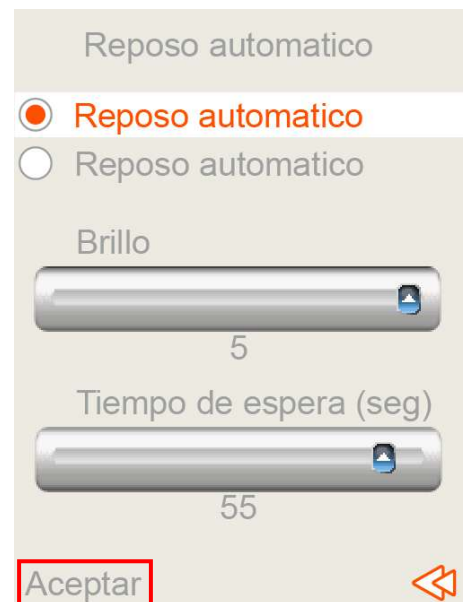 Reposo automatico
Reposo automatico
Reposo automatico
Brillo
5
Tiempo de espera (seg)
55
Aceptar